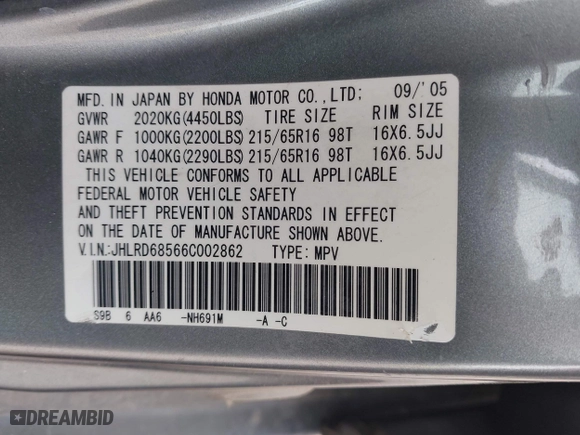 MFD. IN JAPAN BY HONDA MOTOR CO., LTD; 09/'05
GVWR 2020KG(4450LBS) TIRE SIZE RIM SIZE
GAWR F 1000KG(2200LBS) 215/65R16 98T 16X6.5JJ
GAWR R 1040KG(2290LBS) 215/65R16 98T 16X6.5JJ
THIS VEHICLE CONFORMS TO ALL APPLICABLE
FEDERAL MOTOR VEHICLE SAFETY
AND THEFT PREVENTION STANDARDS IN EFFECT
ON THE DATE OF MANUFACTURE SHOWN ABOVE.
V.I.N.:JHLRD68566C002862 TYPE: MPV
S9B 6 AA6 -NH691M -A -C
DREAMBID